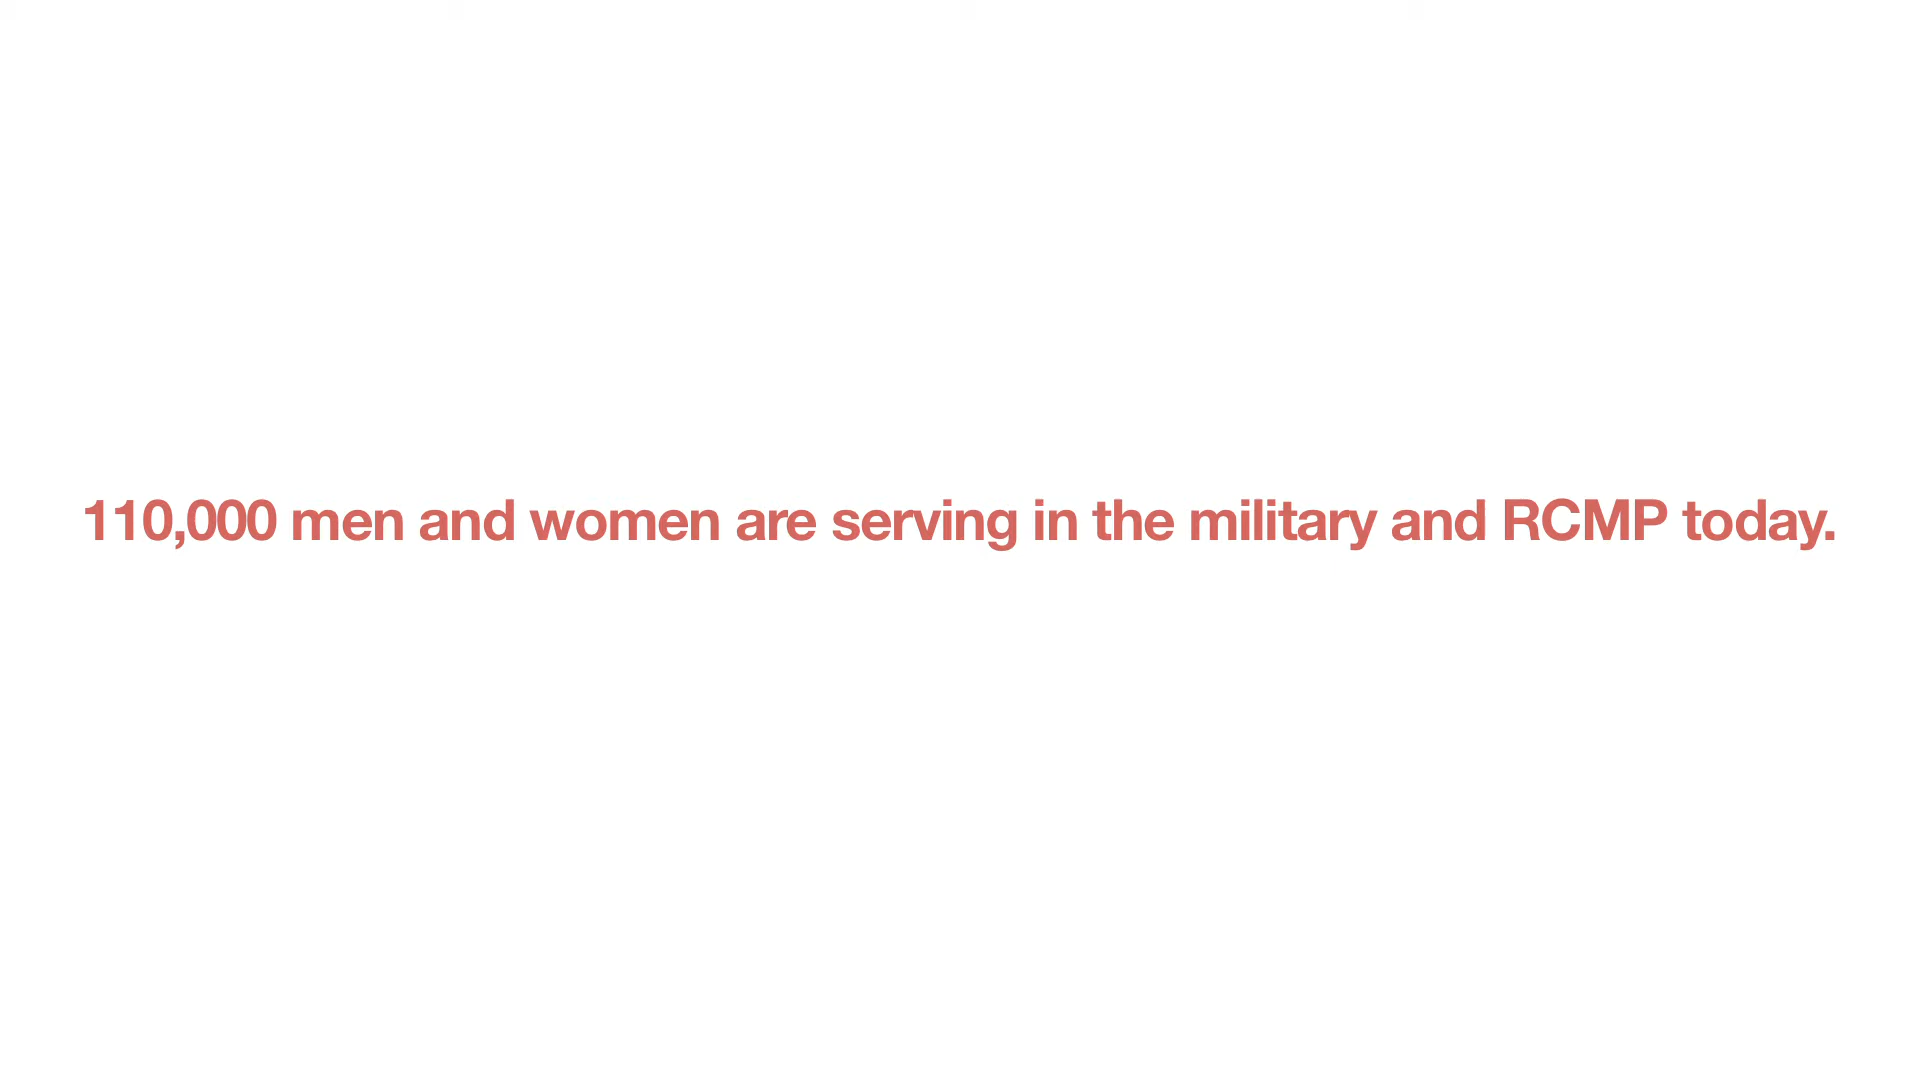 110,000 men and women are serving in the military and RCMP today.